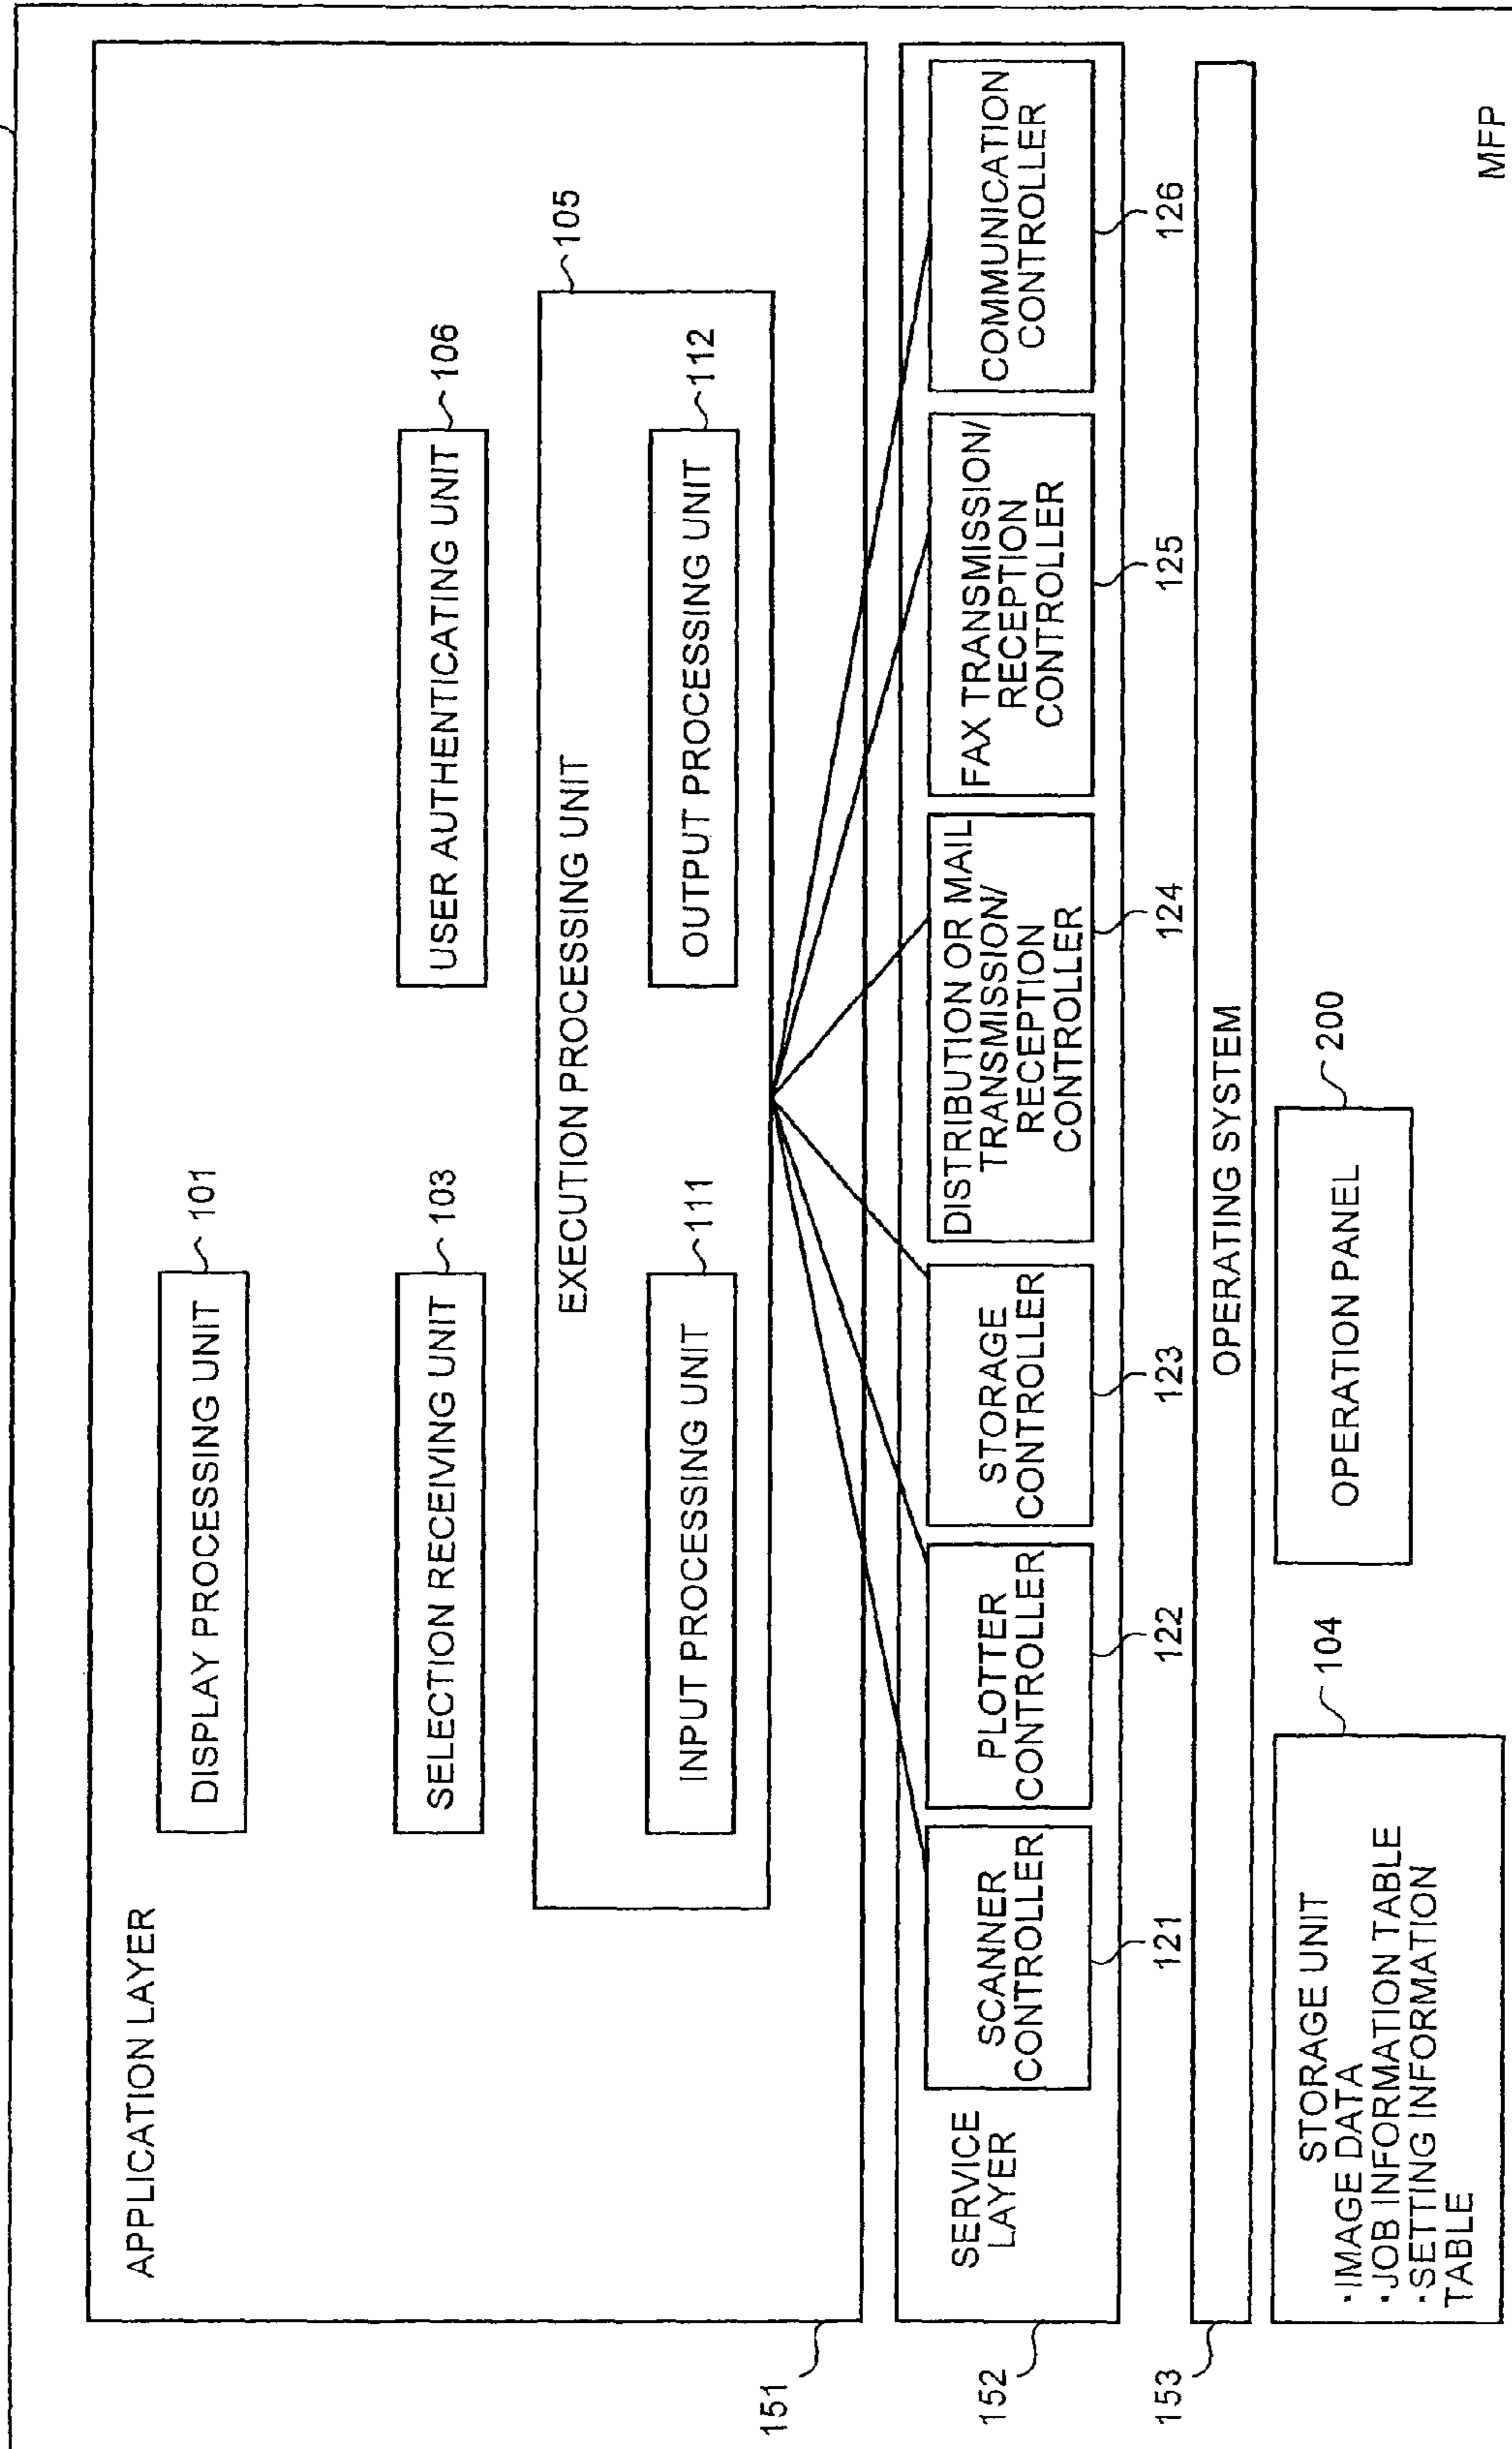 APPLICATION LAYER
DISPLAY PROCESSING UNIT
101
SELECTION RECEIVING UNIT
103
USER AUTHENTICATING UNIT
106
EXECUTION PROCESSING UNIT
105
INPUT PROCESSING UNIT
111
OUTPUT PROCESSING UNIT
112
151
SERVICE
LAYER
SCANNER
CONTROLLER
121
PLOTTER
CONTROLLER
122
STORAGE
CONTROLLER
123
DISTRIBUTION OR MAIL
TRANSMISSION/
RECEPTION
CONTROLLER
124
FAX TRANSMISSION/
RECEPTION
CONTROLLER
125
COMMUNICATION
CONTROLLER
126
152
OPERATING SYSTEM
153
STORAGE UNIT
·IMAGE DATA
·JOB INFORMATION TABLE
·SETTING INFORMATION
TABLE
104
OPERATION PANEL
200
MFP